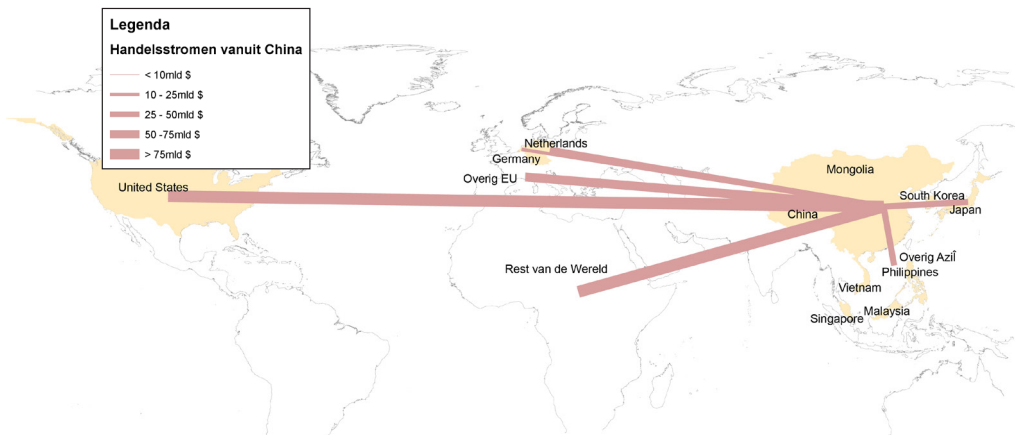 Legenda
Handelsstromen vanuit China
< 10mld $
10 - 25mld $
25 - 50mld $
50 -75mld $
> 75mld $
Netherlands
Germany
Overig EU
United States
Mongolia
South Korea
Japan
China
Overig AziÎ
Philippines
Rest van de Wereld
Vietnam
Malaysia
Singapore